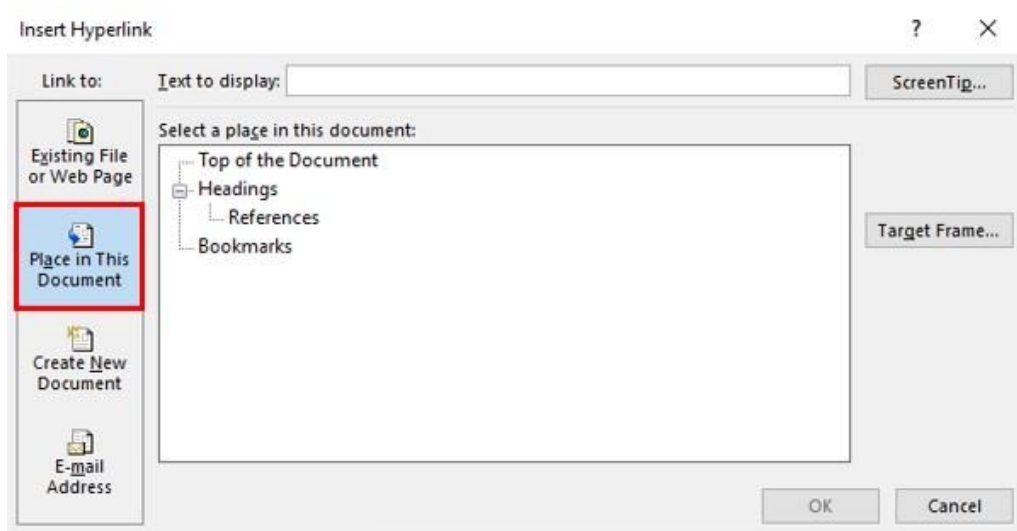 Insert Hyperlink
?
Link to:
Text to display:
ScreenTip...
Existing File
or Web Page
Place in This
Document
Create New
Document
E-mail
Address
Select a place in this document:
Top of the Document
Headings
References
Bookmarks
Target Frame...
OK
Cancel